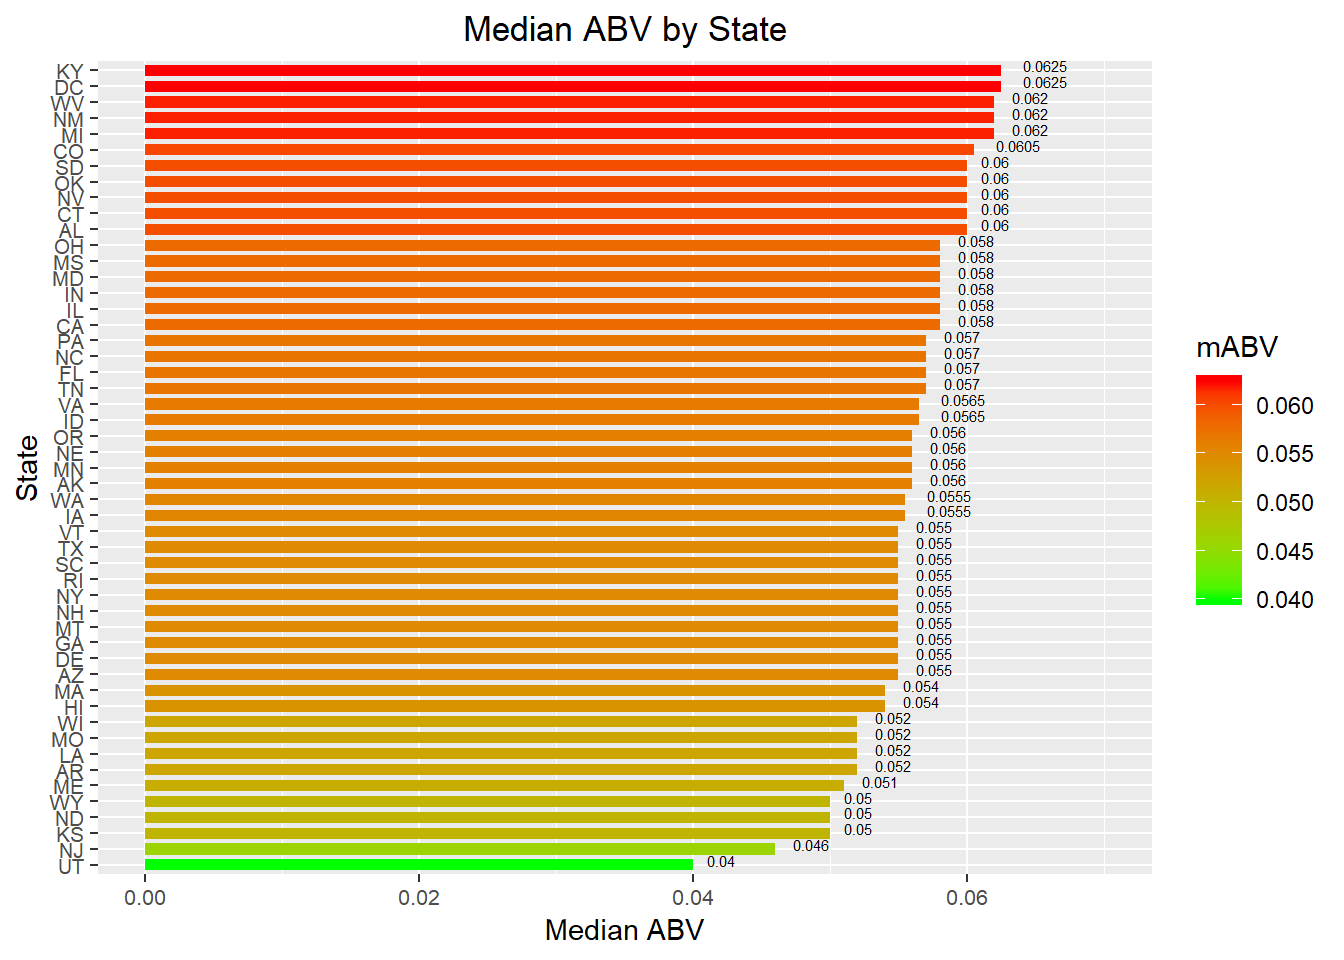 Median ABV by State
State
KY 0.0625
DC 0.0625
WV 0.062
NM 0.062
MI 0.062
CO 0.0605
SD 0.06
OK 0.06
NV 0.06
CT 0.06
AL 0.06
OH 0.058
MS 0.058
MD 0.058
IN 0.058
IL 0.058
CA 0.058
PA 0.057
NC 0.057
FL 0.057
TN 0.057
VA 0.0565
ID 0.0565
OR 0.056
NE 0.056
MN 0.056
AK 0.056
WA 0.0555
IA 0.0555
VT 0.055
TX 0.055
SC 0.055
RI 0.055
NY 0.055
NH 0.055
MT 0.055
GA 0.055
DE 0.055
AZ 0.055
MA 0.054
HI 0.054
WI 0.052
MO 0.052
LA 0.052
AR 0.052
ME 0.051
WY 0.05
ND 0.05
KS 0.05
NJ 0.046
UT 0.04
0.00 0.02 0.04 0.06
Median ABV
mABV
0.060
0.055
0.050
0.045
0.040